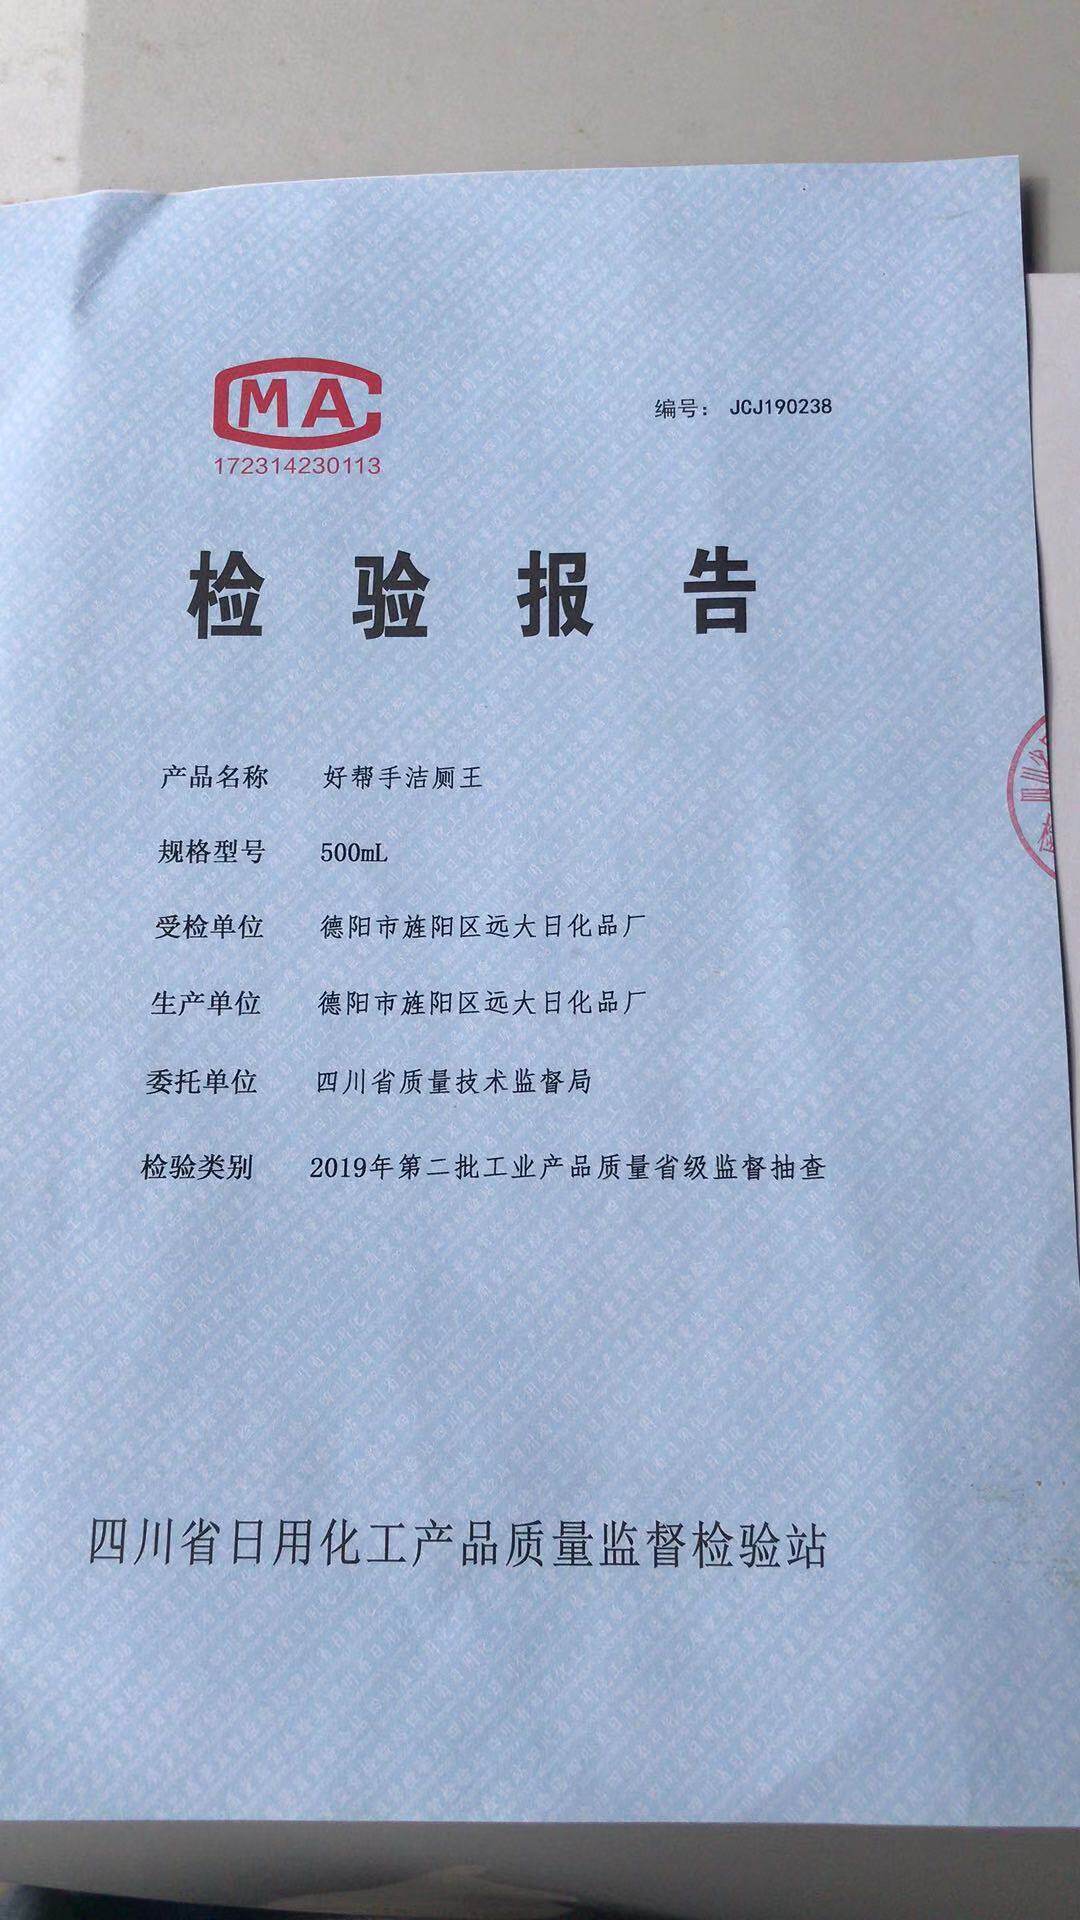 CMA
172314230113
编号: JCJ190238
检验报告
产品名称 好帮手洁厕王
规格型号 500mL
受检单位 德阳市旌阳区远大日化品厂
生产单位 德阳市旌阳区远大日化品厂
委托单位 四川省质量技术监督局
检验类别 2019年第二批工业产品质量省级监督抽查
四川省日用化工产品质量监督检验站